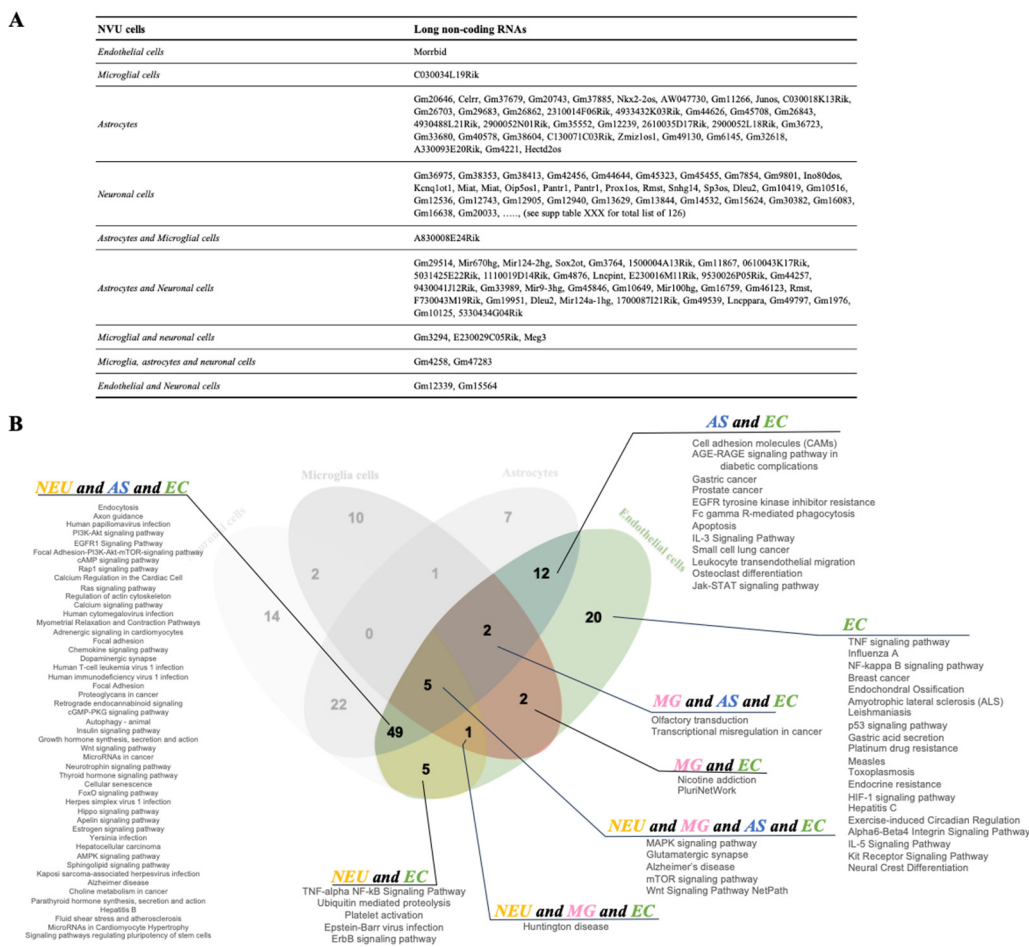 A
NVU cells Long non-coding RNAs
Endothelial cells Morrbid
Microglial cells C030034L19Rik
Gm20646, Celrr, Gm37679, Gm20743, Gm37885, Nkx2-2os, AW047730, Gm11266, Junos, C030018K13Rik,
Gm26703, Gm29683, Gm26862, 2310014F06Rik, 4933432K03Rik, Gm44626, Gm45708, Gm26843,
Astrocytes 4930488L21Rik, 2900052N01Rik, Gm35552, Gm12239, 2610035D17Rik, 2900052L18Rik, Gm36723,
Gm33680, Gm40578, Gm38604, C130071C03Rik, Zmiz1os1, Gm49130, Gm6145, Gm32618,
A330093E20Rik, Gm4221, Hectd2os
Gm36975, Gm38353, Gm38413, Gm42456, Gm44644, Gm45323, Gm45455, Gm7854, Gm9801, Ino80dos,
Kcnq1ot1, Miat, Miat, Oip5os1, Pantr1, Pantr1, Prox1os, Rmst, Snhg14, Sp3os, Dleu2, Gm10419, Gm10516,
Neuronal cells Gm12536, Gm12743, Gm12905, Gm12940, Gm13629, Gm13844, Gm14532, Gm15624, Gm30382, Gm16083,
Gm16638, Gm20033, ....., (see supp table XXX for total list of 126)
Astrocytes and Microglial cells A830008E24Rik
Gm29514, Mir670hg, Mir124-2hg, Sox2ot, Gm3764, 1500004A13Rik, Gm11867, 0610043K17Rik,
5031425E22Rik, 1110019D14Rik, Gm4876, Lncpint, E230016M11Rik, 9530026P05Rik, Gm44257,
Astrocytes and Neuronal cells 9430041J12Rik, Gm33989, Mir9-3hg, Gm45846, Gm10649, Mir100hg, Gm16759, Gm46123, Rmst,
F730043M19Rik, Gm19951, Dleu2, Mir124a-1hg, 1700087I21Rik, Gm49539, Lncppara, Gm49797, Gm1976,
Gm10125, 5330434G04Rik
Microglial and neuronal cells Gm3294, E230029C05Rik, Meg3
Microglia, astrocytes and neuronal cells Gm4258, Gm47283
Endothelial and Neuronal cells Gm12339, Gm15564
B
NEU and AS and EC
Endocytosis
Axon guidance
Human papillomavirus infection
PI3K-Akt signaling pathway
EGFR1 Signaling Pathway
Focal Adhesion-PI3K-Akt-mTOR-signaling-pathway
cAMP signaling pathway
Rap1 signaling pathway
Calcium Regulation in the Cardiac Cell
Ras signaling pathway
Regulation of actin cytoskeleton
Calcium signaling pathway
Human cytomegalovirus infection
Myometrial Relaxation and Contraction Pathways
Adrenergic signaling in cardiomyocytes
Focal adhesion
Chemokine signaling pathway
Dopaminergic synapse
Human T-cell leukemia virus 1 infection
Human immunodeficiency virus 1 infection
Focal Adhesion
Proteoglycans in cancer
Retrograde endocannabinoid signaling
cGMP-PKG signaling pathway
Autophagy - animal
Insulin signaling pathway
Growth hormone synthesis, secretion and action
Wnt signaling pathway
MicroRNAs in cancer
Neurotrophin signaling pathway
Thyroid hormone signaling pathway
Cellular senescence
FoxO signaling pathway
Herpes simplex virus 1 infection
Hippo signaling pathway
Apelin signaling pathway
Estrogen signaling pathway
Yersinia infection
Hepatocellular carcinoma
AMPK signaling pathway
Sphingolipid signaling pathway
Kaposi sarcoma-associated herpesvirus infection
Alzheimer disease
Choline metabolism in cancer
Parathyroid hormone synthesis, secretion and action
Hepatitis B
Fluid shear stress and atherosclerosis
MicroRNAs in Cardiomyocyte Hypertrophy
Signaling pathways regulating pluripotency of stem cells
cells
Microglia cells
Astrocytes
Endothelial cells
10
7
2
1
12
14
20
0
2
5
22
2
49
1
5
AS and EC
Cell adhesion molecules (CAMs)
AGE-RAGE signaling pathway in
diabetic complications
Gastric cancer
Prostate cancer
EGFR tyrosine kinase inhibitor resistance
Fc gamma R-mediated phagocytosis
Apoptosis
IL-3 Signaling Pathway
Small cell lung cancer
Leukocyte transendothelial migration
Osteoclast differentiation
Jak-STAT signaling pathway
EC
TNF signaling pathway
Influenza A
NF-kappa B signaling pathway
Breast cancer
Endochondral Ossification
Amyotrophic lateral sclerosis (ALS)
Leishmaniasis
p53 signaling pathway
Gastric acid secretion
Platinum drug resistance
Measles
Toxoplasmosis
Endocrine resistance
HIF-1 signaling pathway
Hepatitis C
Exercise-induced Circadian Regulation
Alpha6-Beta4 Integrin Signaling Pathway
IL-5 Signaling Pathway
Kit Receptor Signaling Pathway
Neural Crest Differentiation
MG and AS and EC
Olfactory transduction
Transcriptional misregulation in cancer
MG and EC
Nicotine addiction
PluriNetWork
NEU and MG and AS and EC
MAPK signaling pathway
Glutamatergic synapse
Alzheimer's disease
mTOR signaling pathway
Wnt Signaling Pathway NetPath
NEU and EC
TNF-alpha NF-kB Signaling Pathway
Ubiquitin mediated proteolysis
Platelet activation
Epstein-Barr virus infection
ErbB signaling pathway
NEU and MG and EC
Huntington disease